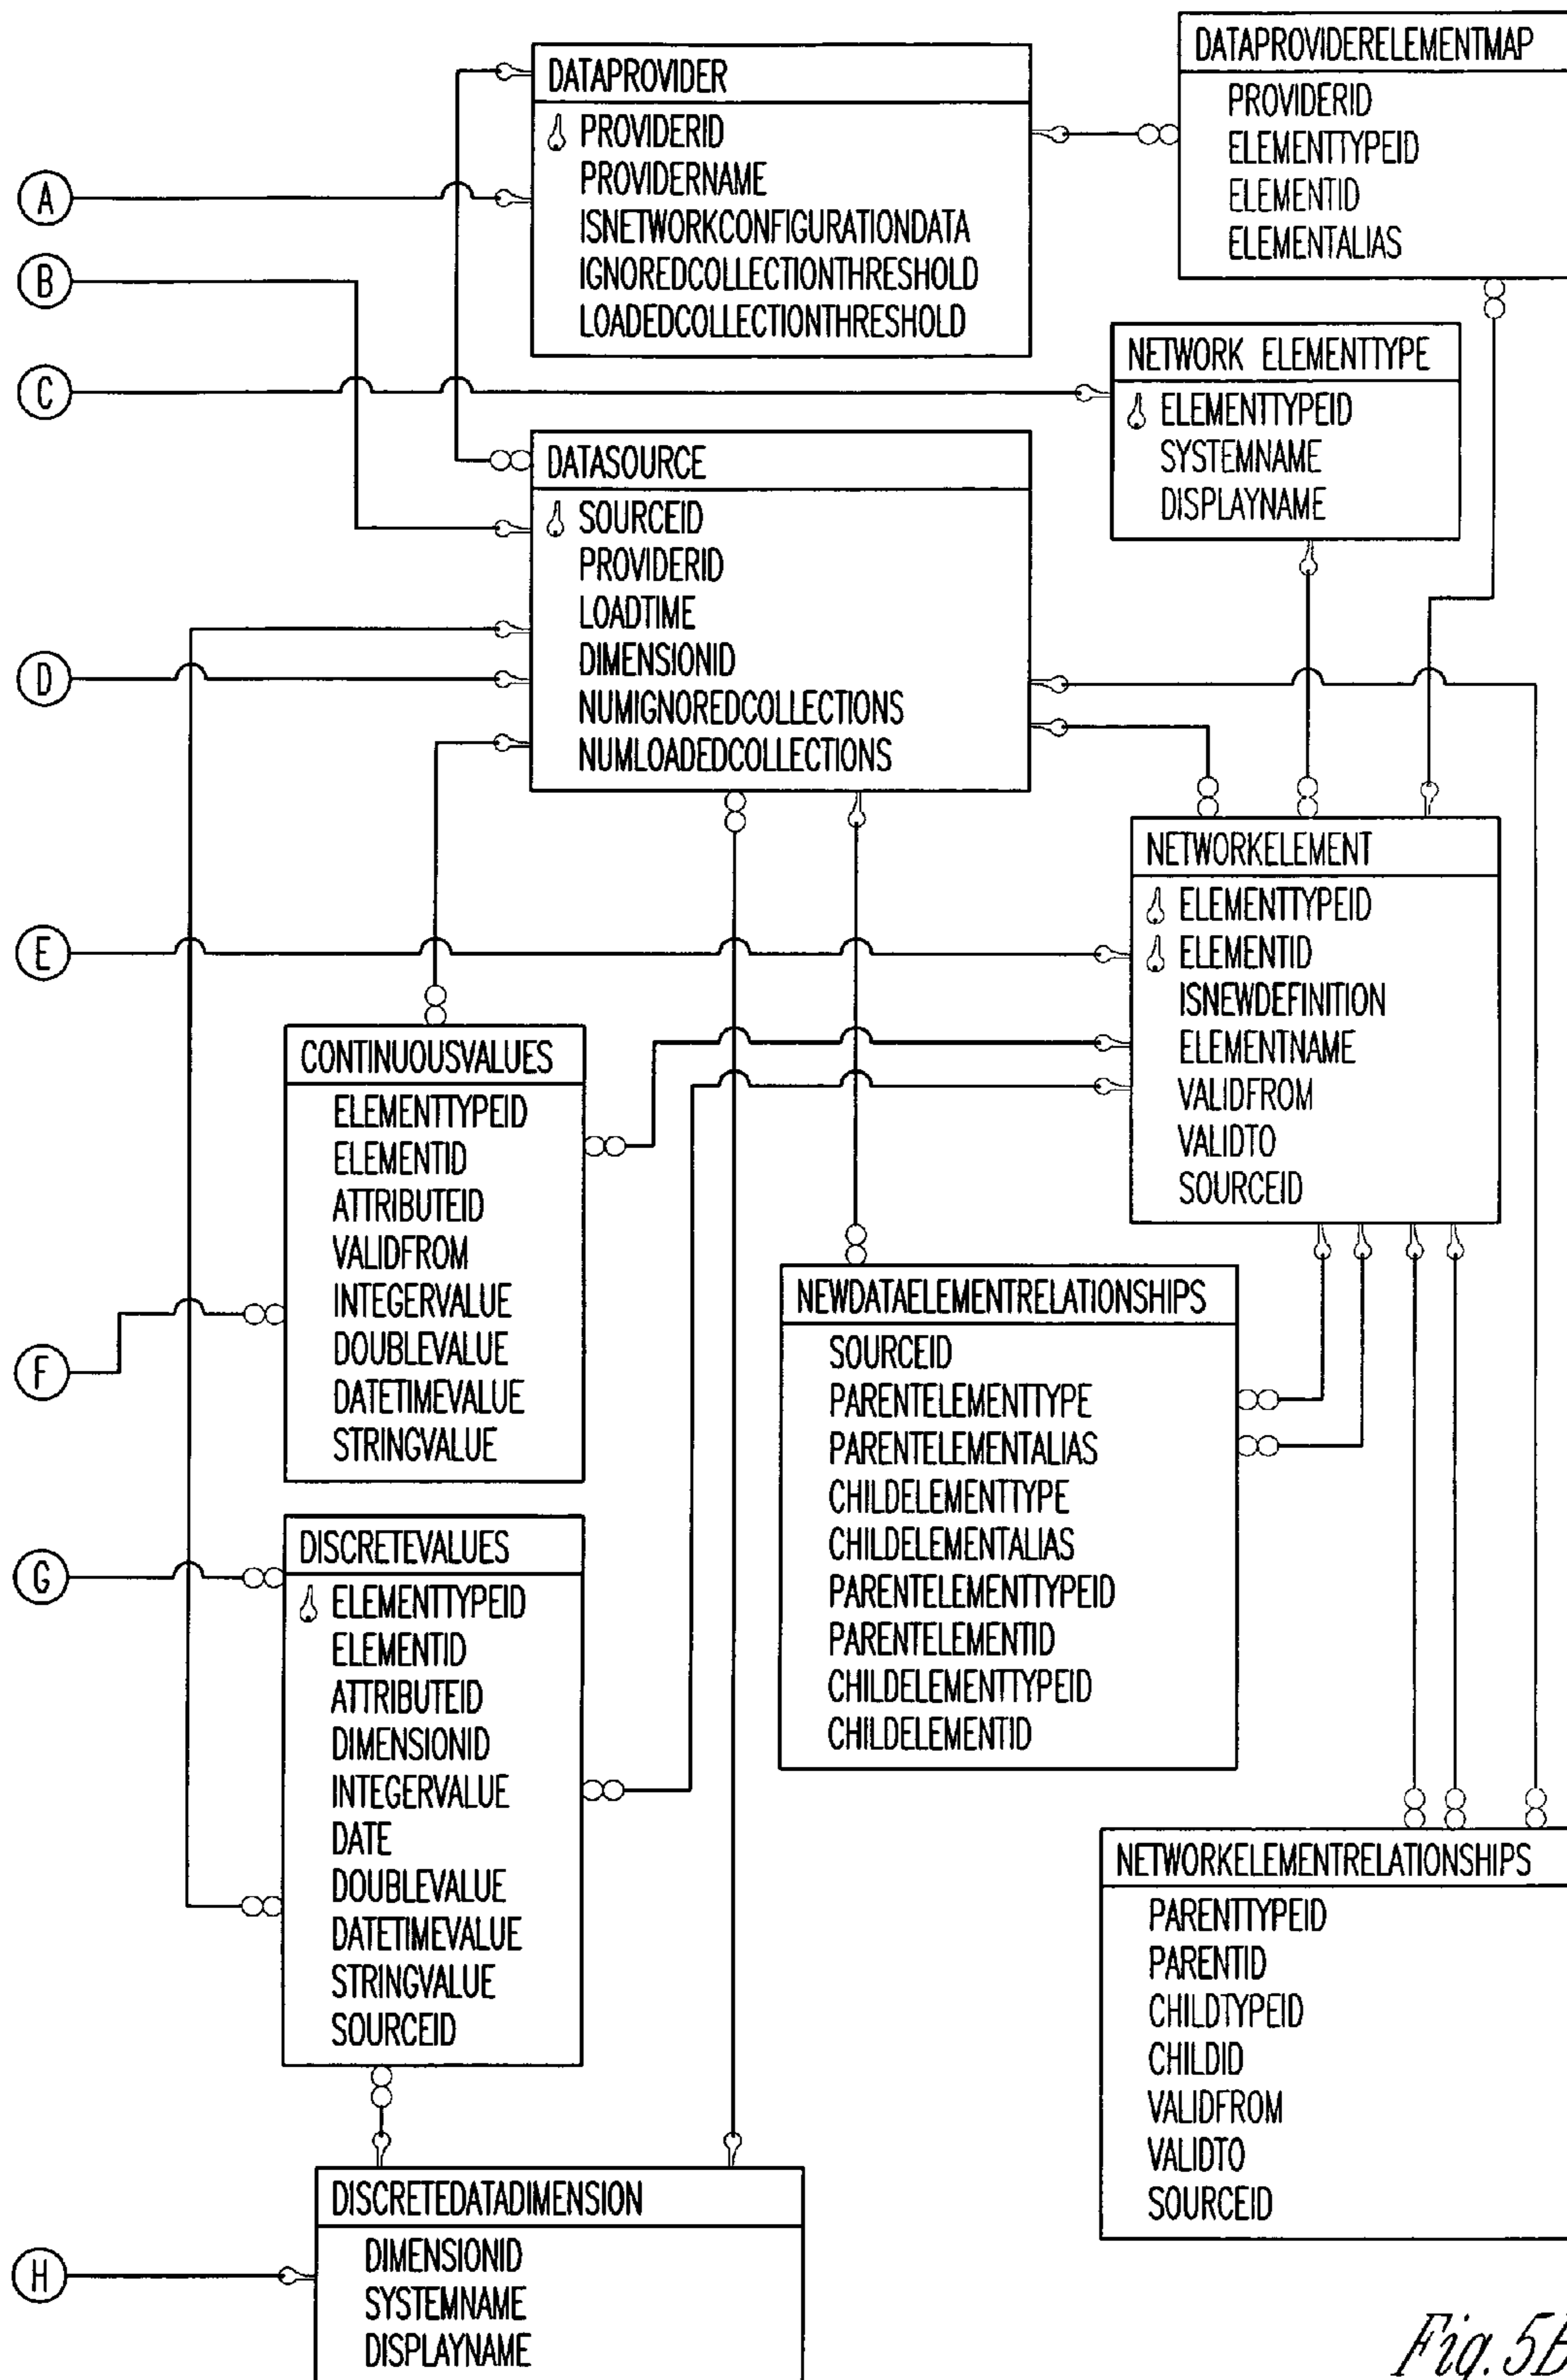 DATAPROVIDER
PROVIDERID
PROVIDERNAME
ISNETWORKCONFIGURATIONDATA
IGNOREDCOLLECTIONTHRESHOLD
LOADEDCOLLECTIONTHRESHOLD
DATAPROVIDERELEMENTMAP
PROVIDERID
ELEMENTTYPEID
ELEMENTID
ELEMENTALIAS
A
B
C
NETWORK ELEMENTTYPE
ELEMENTTYPEID
SYSTEMNAME
DISPLAYNAME
DATASOURCE
SOURCEID
PROVIDERID
LOADTIME
DIMENSIONID
NUMIGNOREDCOLLECTIONS
NUMLOADEDCOLLECTIONS
D
NETWORKELEMENT
ELEMENTTYPEID
ELEMENTID
ISNEWDEFINITION
ELEMENTNAME
VALIDFROM
VALIDTO
SOURCEID
E
CONTINUOUSVALUES
ELEMENTTYPEID
ELEMENTID
ATTRIBUTEID
VALIDFROM
INTEGERVALUE
DOUBLEVALUE
DATETIMEVALUE
STRINGVALUE
F
NEWDATAELEMENTRELATIONSHIPS
SOURCEID
PARENTELEMENTTYPE
PARENTELEMENTALIAS
CHILDELEMENTTYPE
CHILDELEMENTALIAS
PARENTELEMENTTYPEID
PARENTELEMENTID
CHILDELEMENTTYPEID
CHILDELEMENTID
G
DISCRETEVALUES
ELEMENTTYPEID
ELEMENTID
ATTRIBUTEID
DIMENSIONID
INTEGERVALUE
DATE
DOUBLEVALUE
DATETIMEVALUE
STRINGVALUE
SOURCEID
NETWORKELEMENTRELATIONSHIPS
PARENTTYPEID
PARENTID
CHILDTYPEID
CHILDID
VALIDFROM
VALIDTO
SOURCEID
H
DISCRETEDATADIMENSION
DIMENSIONID
SYSTEMNAME
DISPLAYNAME
Fig. 5B